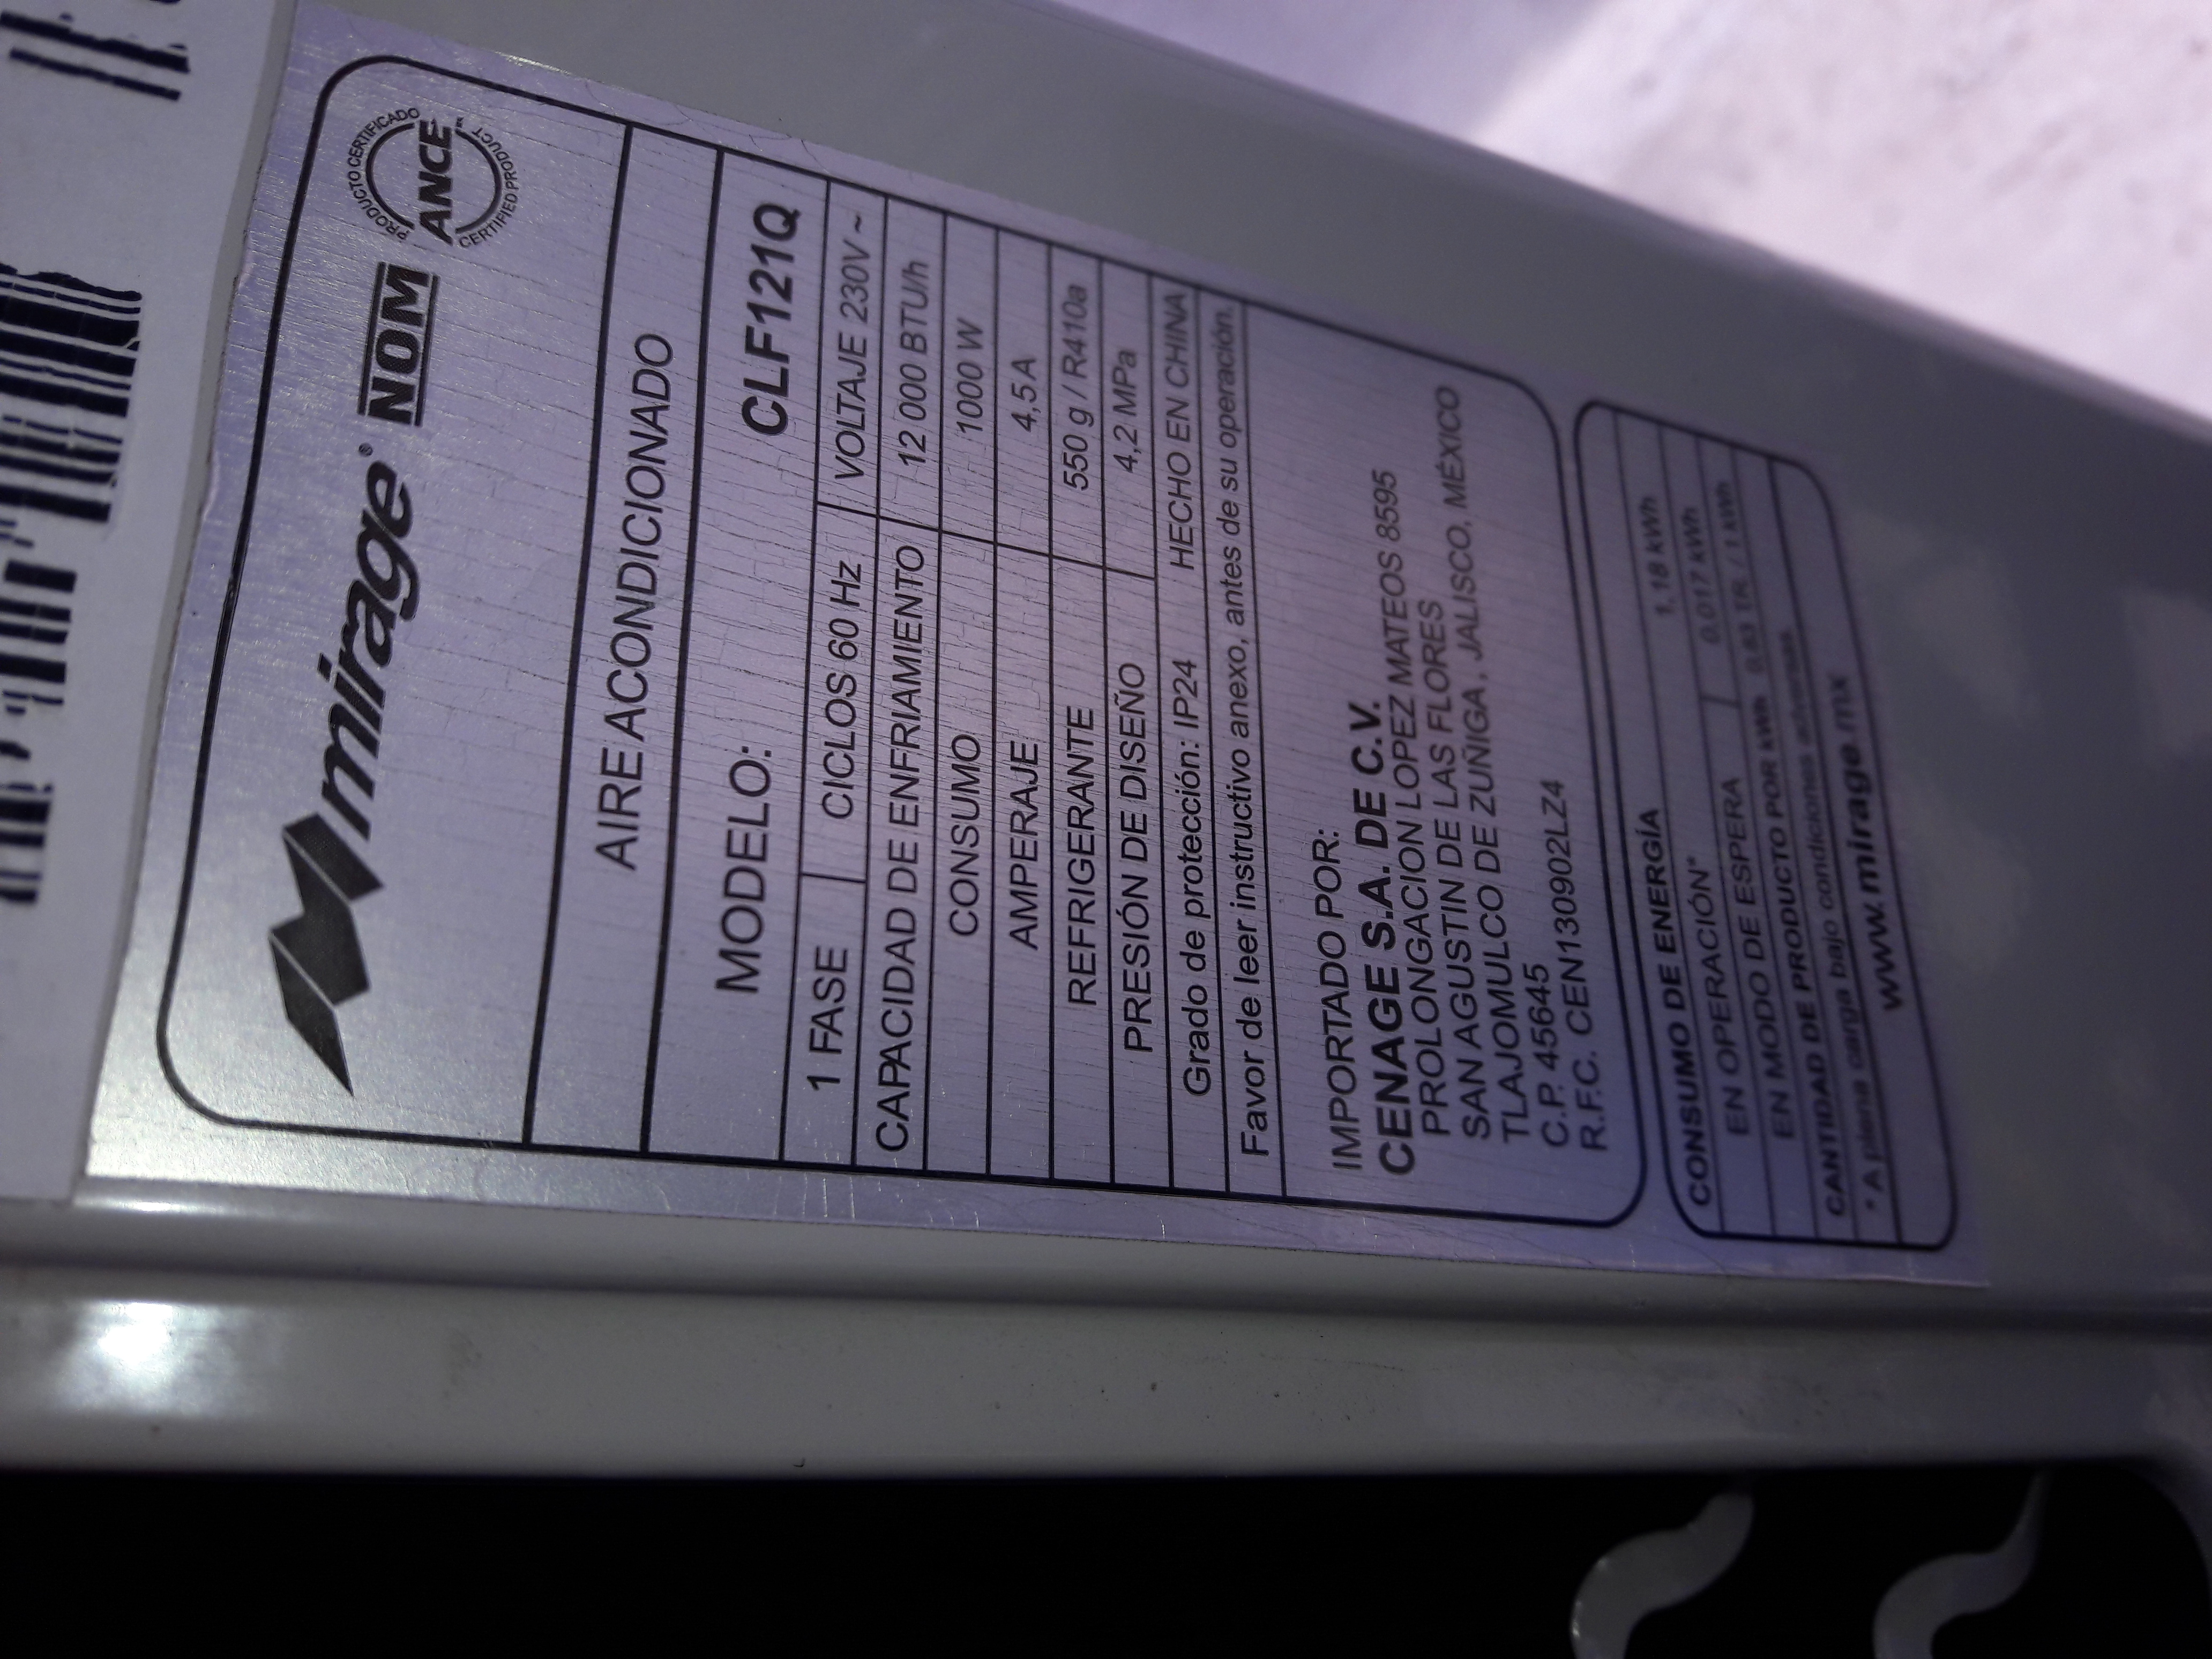 mirage® NOM PRODUCTO CERTIFICADO ANCE CERTIFIED PRODUCT
AIRE ACONDICIONADO
MODELO: CLF121Q
1 FASE CICLOS 60 Hz VOLTAJE 230V ~
CAPACIDAD DE ENFRIAMIENTO 12 000 BTU/h
CONSUMO 1000 W
AMPERAJE 4,5 A
REFRIGERANTE 550 g / R410a
PRESIÓN DE DISEÑO 4,2 MPa
Grado de protección: IP24 HECHO EN CHINA
Favor de leer instructivo anexo, antes de su operación.
IMPORTADO POR:
CENAGE S.A. DE C.V.
PROLONGACION LOPEZ MATEOS 8595
SAN AGUSTIN DE LAS FLORES
TLAJOMULCO DE ZUÑIGA , JALISCO, MÉXICO
C.P. 45645
R.F.C. CEN130902LZ4
CONSUMO DE ENERGÍA
EN OPERACIÓN* 1,18 kWh
EN MODO DE ESPERA 0,017 kWh
CANTIDAD DE PRODUCTO POR kWh 0,83 TR. / 1 kWh
* A plena carga bajo condiciones adversas.
www.mirage.mx